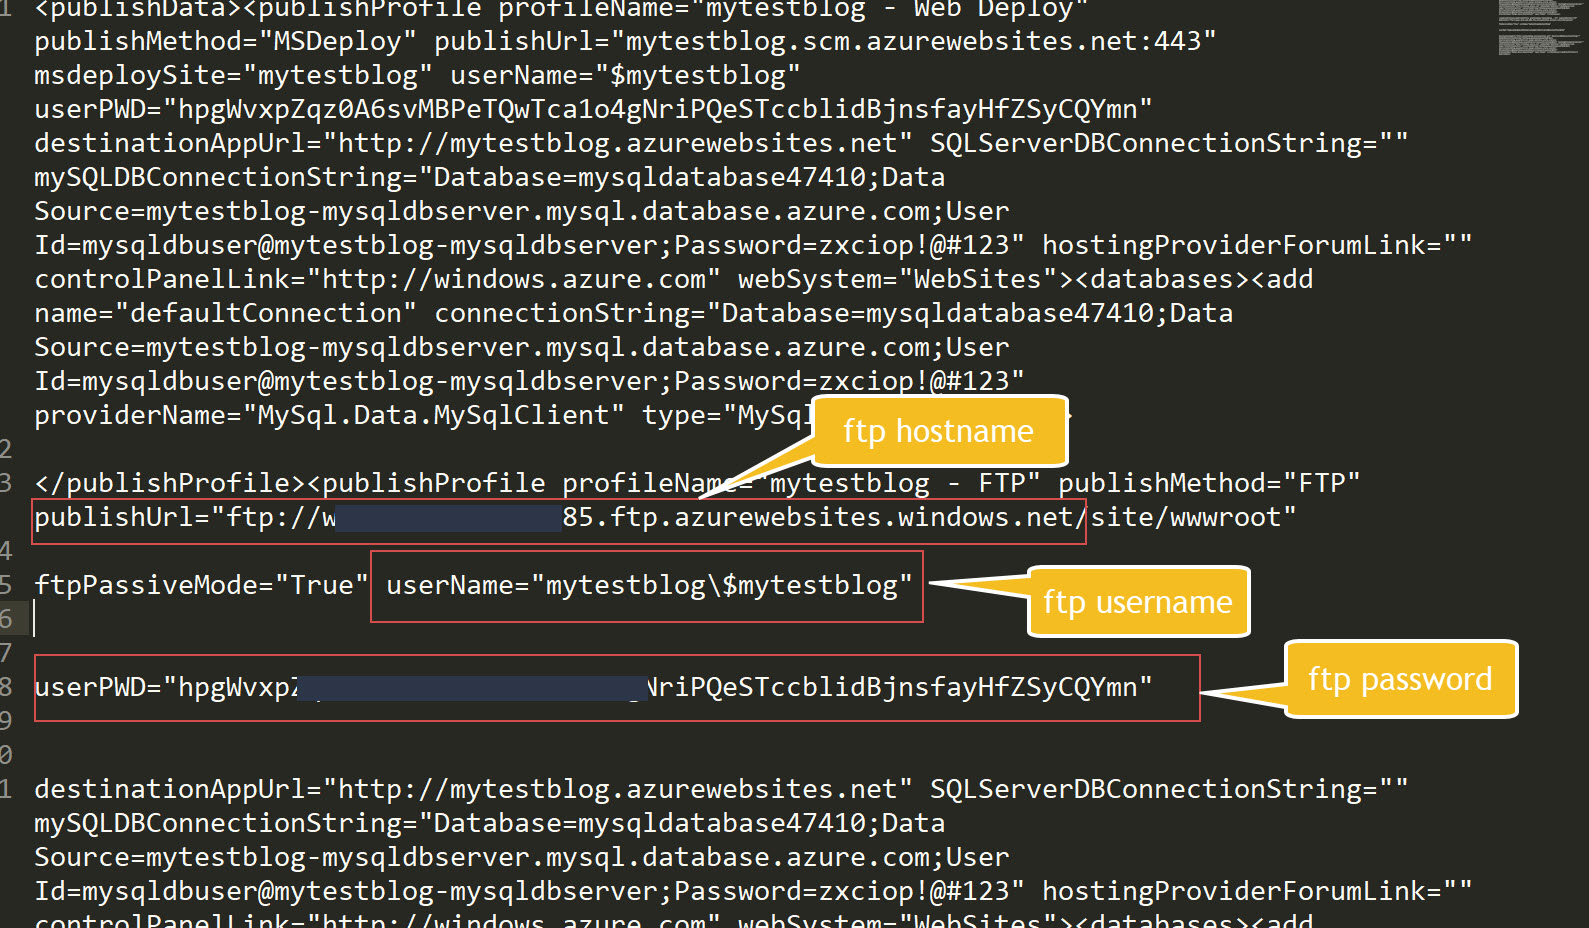 1 <publishData><publishProfile profileName="mytestblog - Web Deploy"
publishMethod="MSDeploy" publishUrl="mytestblog.scm.azurewebsites.net:443"
msdeploySite="mytestblog" userName="$mytestblog"
userPWD="hpgWvxpZqz0A6svMBPeTQwTca1o4gNriPQeSTccblidBjnsfayHfZSyCQYmn"
destinationAppUrl="http://mytestblog.azurewebsites.net" SQLServerDBConnectionString=""
mySQLDBConnectionString="Database=mysqldatabase47410;Data
Source=mytestblog-mysqldbserver.mysql.database.azure.com;User
Id=mysqldbuser@mytestblog-mysqldbserver;Password=zxciop!@#123" hostingProviderForumLink=""
controlPanelLink="http://windows.azure.com" webSystem="WebSites"><databases><add
name="defaultConnection" connectionString="Database=mysqldatabase47410;Data
Source=mytestblog-mysqldbserver.mysql.database.azure.com;User
Id=mysqldbuser@mytestblog-mysqldbserver;Password=zxciop!@#123"
providerName="MySql.Data.MySqlClient" type="MySql
ftp hostname
2
3 </publishProfile><publishProfile profileName="mytestblog - FTP" publishMethod="FTP"
publishUrl="ftp://w 85.ftp.azurewebsites.windows.net/site/wwwroot"
4
5 ftpPassiveMode="True" userName="mytestblog\$mytestblog"
ftp username
6
7
8 userPWD="hpgWvxpZ NriPQeSTccblidBjnsfayHfZSyCQYmn"
ftp password
9
0
1 destinationAppUrl="http://mytestblog.azurewebsites.net" SQLServerDBConnectionString=""
mySQLDBConnectionString="Database=mysqldatabase47410;Data
Source=mytestblog-mysqldbserver.mysql.database.azure.com;User
Id=mysqldbuser@mytestblog-mysqldbserver;Password=zxciop!@#123" hostingProviderForumLink=""
controlPanelLink="http://windows.azure.com" webSystem="WebSites"><databases><add